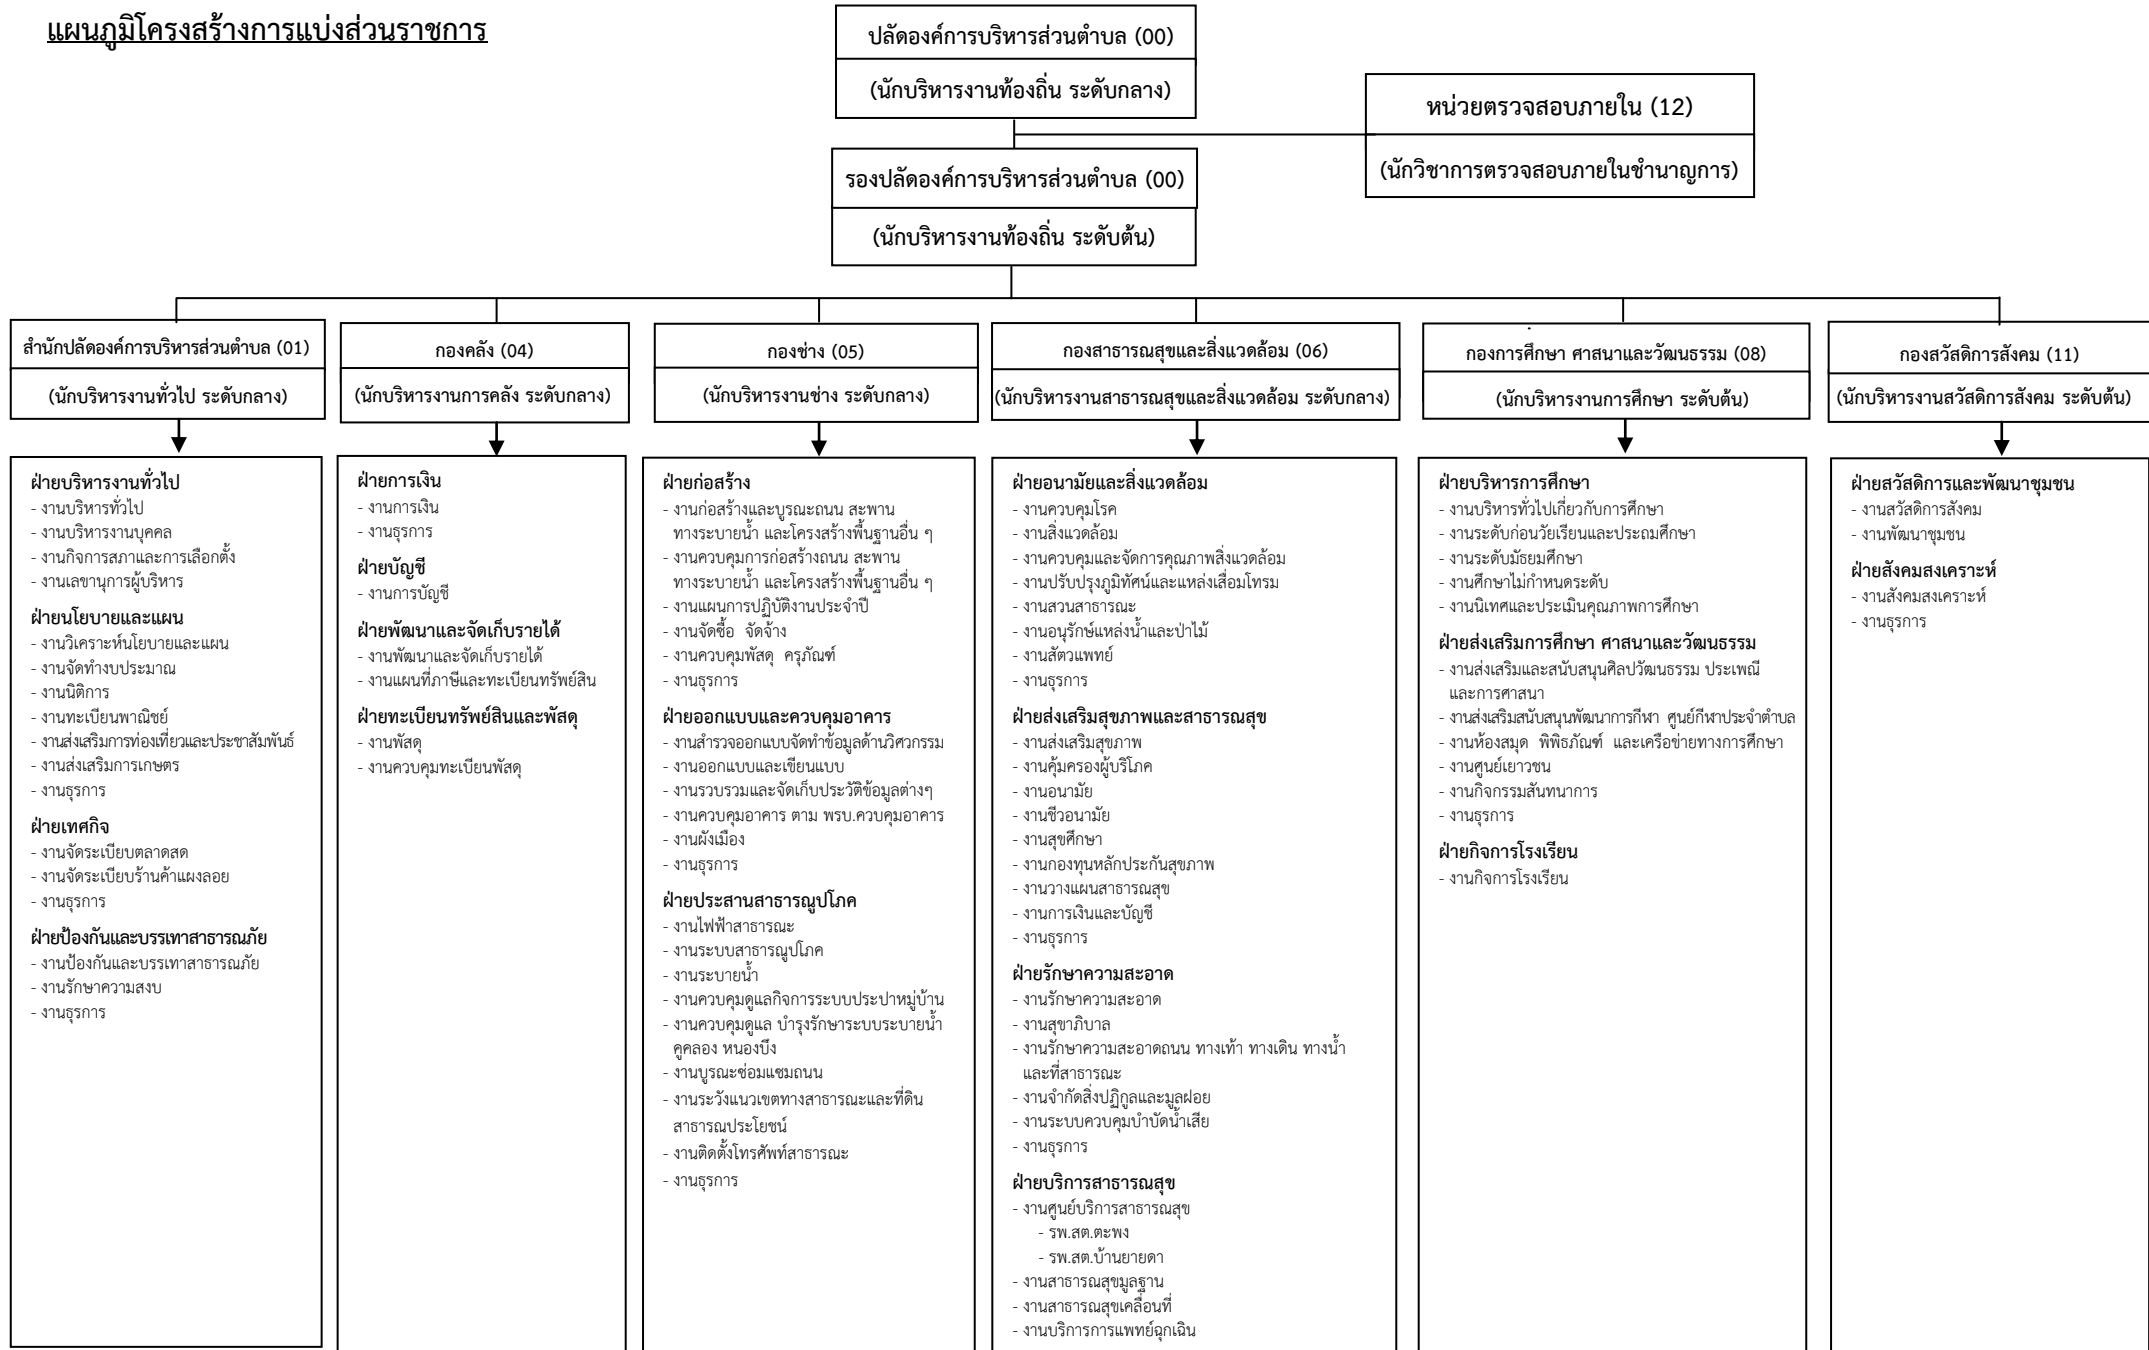 แผนภูมิโครงสร้างการแบ่งส่วนราชการ
ปลัดองค์การบริหารส่วนตำบล (00)
(นักบริหารงานท้องถิ่น ระดับกลาง)
หน่วยตรวจสอบภายใน (12)
(นักวิชาการตรวจสอบภายในชำนาญการ)
รองปลัดองค์การบริหารส่วนตำบล (00)
(นักบริหารงานท้องถิ่น ระดับต้น)
สำนักปลัดองค์การบริหารส่วนตำบล (01)
(นักบริหารงานทั่วไป ระดับกลาง)
ฝ่ายบริหารงานทั่วไป
- งานบริหารทั่วไป
- งานบริหารงานบุคคล
- งานกิจการสภาและการเลือกตั้ง
- งานเลขานุการผู้บริหาร
ฝ่ายนโยบายและแผน
- งานวิเคราะห์นโยบายและแผน
- งานจัดทำงบประมาณ
- งานนิติการ
- งานทะเบียนพาณิชย์
- งานส่งเสริมการท่องเที่ยวและประชาสัมพันธ์
- งานส่งเสริมการเกษตร
- งานธุรการ
ฝ่ายเทศกิจ
- งานจัดระเบียบตลาดสด
- งานจัดระเบียบร้านค้าแผงลอย
- งานธุรการ
ฝ่ายป้องกันและบรรเทาสาธารณภัย
- งานป้องกันและบรรเทาสาธารณภัย
- งานรักษาความสงบ
- งานธุรการ
กองคลัง (04)
(นักบริหารงานการคลัง ระดับกลาง)
ฝ่ายการเงิน
- งานการเงิน
- งานธุรการ
ฝ่ายบัญชี
- งานการบัญชี
ฝ่ายพัฒนาและจัดเก็บรายได้
- งานพัฒนาและจัดเก็บรายได้
- งานแผนที่ภาษีและทะเบียนทรัพย์สิน
ฝ่ายทะเบียนทรัพย์สินและพัสดุ
- งานพัสดุ
- งานควบคุมทะเบียนพัสดุ
กองช่าง (05)
(นักบริหารงานช่าง ระดับกลาง)
ฝ่ายก่อสร้าง
- งานก่อสร้างและบูรณะถนน สะพาน
ทางระบายน้ำ และโครงสร้างพื้นฐานอื่น ๆ
- งานควบคุมการก่อสร้างถนน สะพาน
ทางระบายน้ำ และโครงสร้างพื้นฐานอื่น ๆ
- งานแผนการปฏิบัติงานประจำปี
- งานจัดซื้อ จัดจ้าง
- งานควบคุมพัสดุ ครุภัณฑ์
- งานธุรการ
ฝ่ายออกแบบและควบคุมอาคาร
- งานสำรวจออกแบบจัดทำข้อมูลด้านวิศวกรรม
- งานออกแบบและเขียนแบบ
- งานรวบรวมและจัดเก็บประวัติข้อมูลต่างๆ
- งานควบคุมอาคาร ตาม พรบ.ควบคุมอาคาร
- งานผังเมือง
- งานธุรการ
ฝ่ายประสานสาธารณูปโภค
- งานไฟฟ้าสาธารณะ
- งานระบบสาธารณูปโภค
- งานระบายน้ำ
- งานควบคุมดูแลกิจการระบบประปาหมู่บ้าน
- งานควบคุมดูแล บำรุงรักษาระบบระบายน้ำ
คูคลอง หนองบึง
- งานบูรณะซ่อมแซมถนน
- งานระวังแนวเขตทางสาธารณะและที่ดิน
สาธารณประโยชน์
- งานติดตั้งโทรศัพท์สาธารณะ
- งานธุรการ
กองสาธารณสุขและสิ่งแวดล้อม (06)
(นักบริหารงานสาธารณสุขและสิ่งแวดล้อม ระดับกลาง)
ฝ่ายอนามัยและสิ่งแวดล้อม
- งานควบคุมโรค
- งานสิ่งแวดล้อม
- งานควบคุมและจัดการคุณภาพสิ่งแวดล้อม
- งานปรับปรุงภูมิทัศน์และแหล่งเสื่อมโทรม
- งานสวนสาธารณะ
- งานอนุรักษ์แหล่งน้ำและป่าไม้
- งานสัตวแพทย์
- งานธุรการ
ฝ่ายส่งเสริมสุขภาพและสาธารณสุข
- งานส่งเสริมสุขภาพ
- งานคุ้มครองผู้บริโภค
- งานอนามัย
- งานชีวอนามัย
- งานสุขศึกษา
- งานกองทุนหลักประกันสุขภาพ
- งานวางแผนสาธารณสุข
- งานการเงินและบัญชี
- งานธุรการ
ฝ่ายรักษาความสะอาด
- งานรักษาความสะอาด
- งานสุขาภิบาล
- งานรักษาความสะอาดถนน ทางเท้า ทางเดิน ทางน้ำ
และที่สาธารณะ
- งานจำกัดสิ่งปฏิกูลและมูลฝอย
- งานระบบควบคุมบำบัดน้ำเสีย
- งานธุรการ
ฝ่ายบริการสาธารณสุข
- งานศูนย์บริการสาธารณสุข
- รพ.สต.ตะพง
- รพ.สต.บ้านยายดา
- งานสาธารณสุขมูลฐาน
- งานสาธารณสุขเคลื่อนที่
- งานบริการการแพทย์ฉุกเฉิน
กองการศึกษา ศาสนาและวัฒนธรรม (08)
(นักบริหารงานการศึกษา ระดับต้น)
ฝ่ายบริหารการศึกษา
- งานบริหารทั่วไปเกี่ยวกับการศึกษา
- งานระดับก่อนวัยเรียนและประถมศึกษา
- งานระดับมัธยมศึกษา
- งานศึกษาไม่กำหนดระดับ
- งานนิเทศและประเมินคุณภาพการศึกษา
ฝ่ายส่งเสริมการศึกษา ศาสนาและวัฒนธรรม
- งานส่งเสริมและสนับสนุนศิลปวัฒนธรรม ประเพณี
และการศาสนา
- งานส่งเสริมสนับสนุนพัฒนาการกีฬา ศูนย์กีฬาประจำตำบล
- งานห้องสมุด พิพิธภัณฑ์ และเครือข่ายทางการศึกษา
- งานศูนย์เยาวชน
- งานกิจกรรมสันทนาการ
- งานธุรการ
ฝ่ายกิจการโรงเรียน
- งานกิจการโรงเรียน
กองสวัสดิการสังคม (11)
(นักบริหารงานสวัสดิการสังคม ระดับต้น)
ฝ่ายสวัสดิการและพัฒนาชุมชน
- งานสวัสดิการสังคม
- งานพัฒนาชุมชน
ฝ่ายสังคมสงเคราะห์
- งานสังคมสงเคราะห์
- งานธุรการ